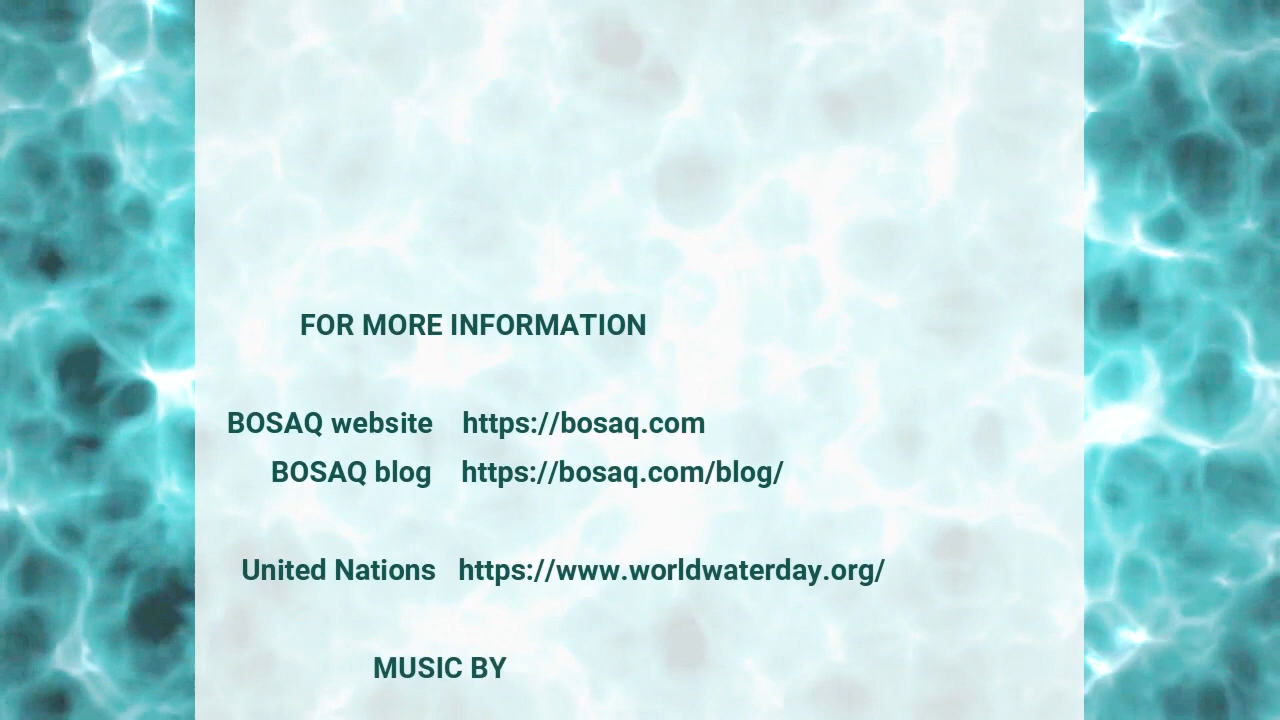 FOR MORE INFORMATION
BOSAQ website https://bosaq.com
BOSAQ blog https://bosaq.com/blog/
United Nations https://www.worldwaterday.org/
MUSIC BY